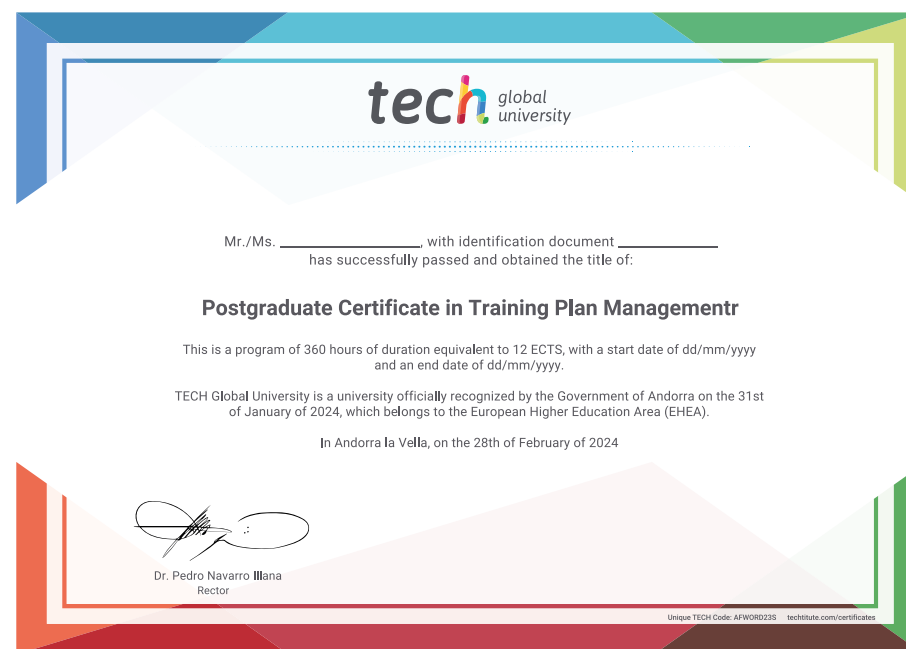 tech global
university
Mr./Ms. ____________________, with identification document ______________
has successfully passed and obtained the title of:
Postgraduate Certificate in Training Plan Managementr
This is a program of 360 hours of duration equivalent to 12 ECTS, with a start date of dd/mm/yyyy
and an end date of dd/mm/yyyy.
TECH Global University is a university officially recognized by the Government of Andorra on the 31st
of January of 2024, which belongs to the European Higher Education Area (EHEA).
In Andorra la Vella, on the 28th of February of 2024
Dr. Pedro Navarro Illana
Rector
Unique TECH Code: AFWORD23S techtitute.com/certificates